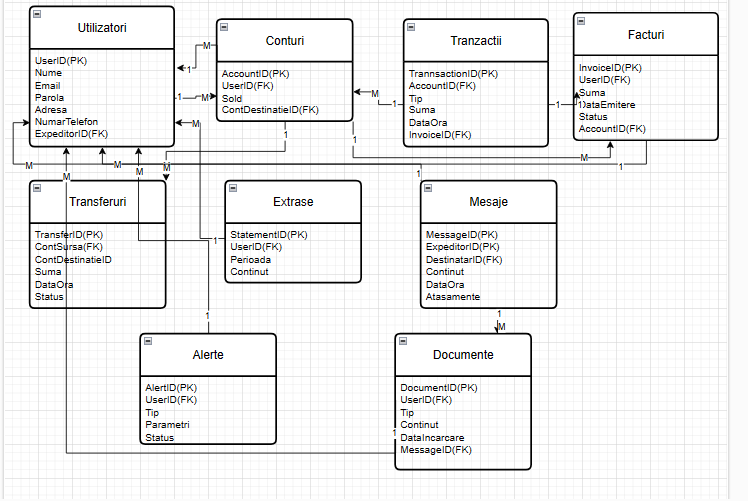 Utilizatori
UserID(PK)
Nume
Email
Parola
Adresa
NumarTelefon
ExpeditorID(FK)
Conturi
AccountID(PK)
UserID(FK)
Sold
ContDestinatieID(FK)
Tranzactii
TrannsactionID(PK)
AccountID(FK)
Tip
Suma
DataOra
InvoiceID(FK)
Facturi
InvoiceID(PK)
UserID(FK)
Suma
DataEmitere
Status
AccountID(FK)
M
1
1
M
M
1
1
1
M
1
1
M
M
M
M
M
M
1
1
Transferuri
TransferID(PK)
ContSursa(FK)
ContDestinatieID
Suma
DataOra
Status
Extrase
StatementID(PK)
UserID(FK)
Perioada
Continut
1
Mesaje
MessageID(PK)
ExpeditorID(PK)
DestinatarID(FK)
Continut
DataOra
Atasamente
1
1
M
Alerte
AlertID(PK)
UserID(FK)
Tip
Parametri
Status
Documente
DocumentID(PK)
UserID(FK)
Tip
Continut
DataIncarcare
MessageID(FK)
1